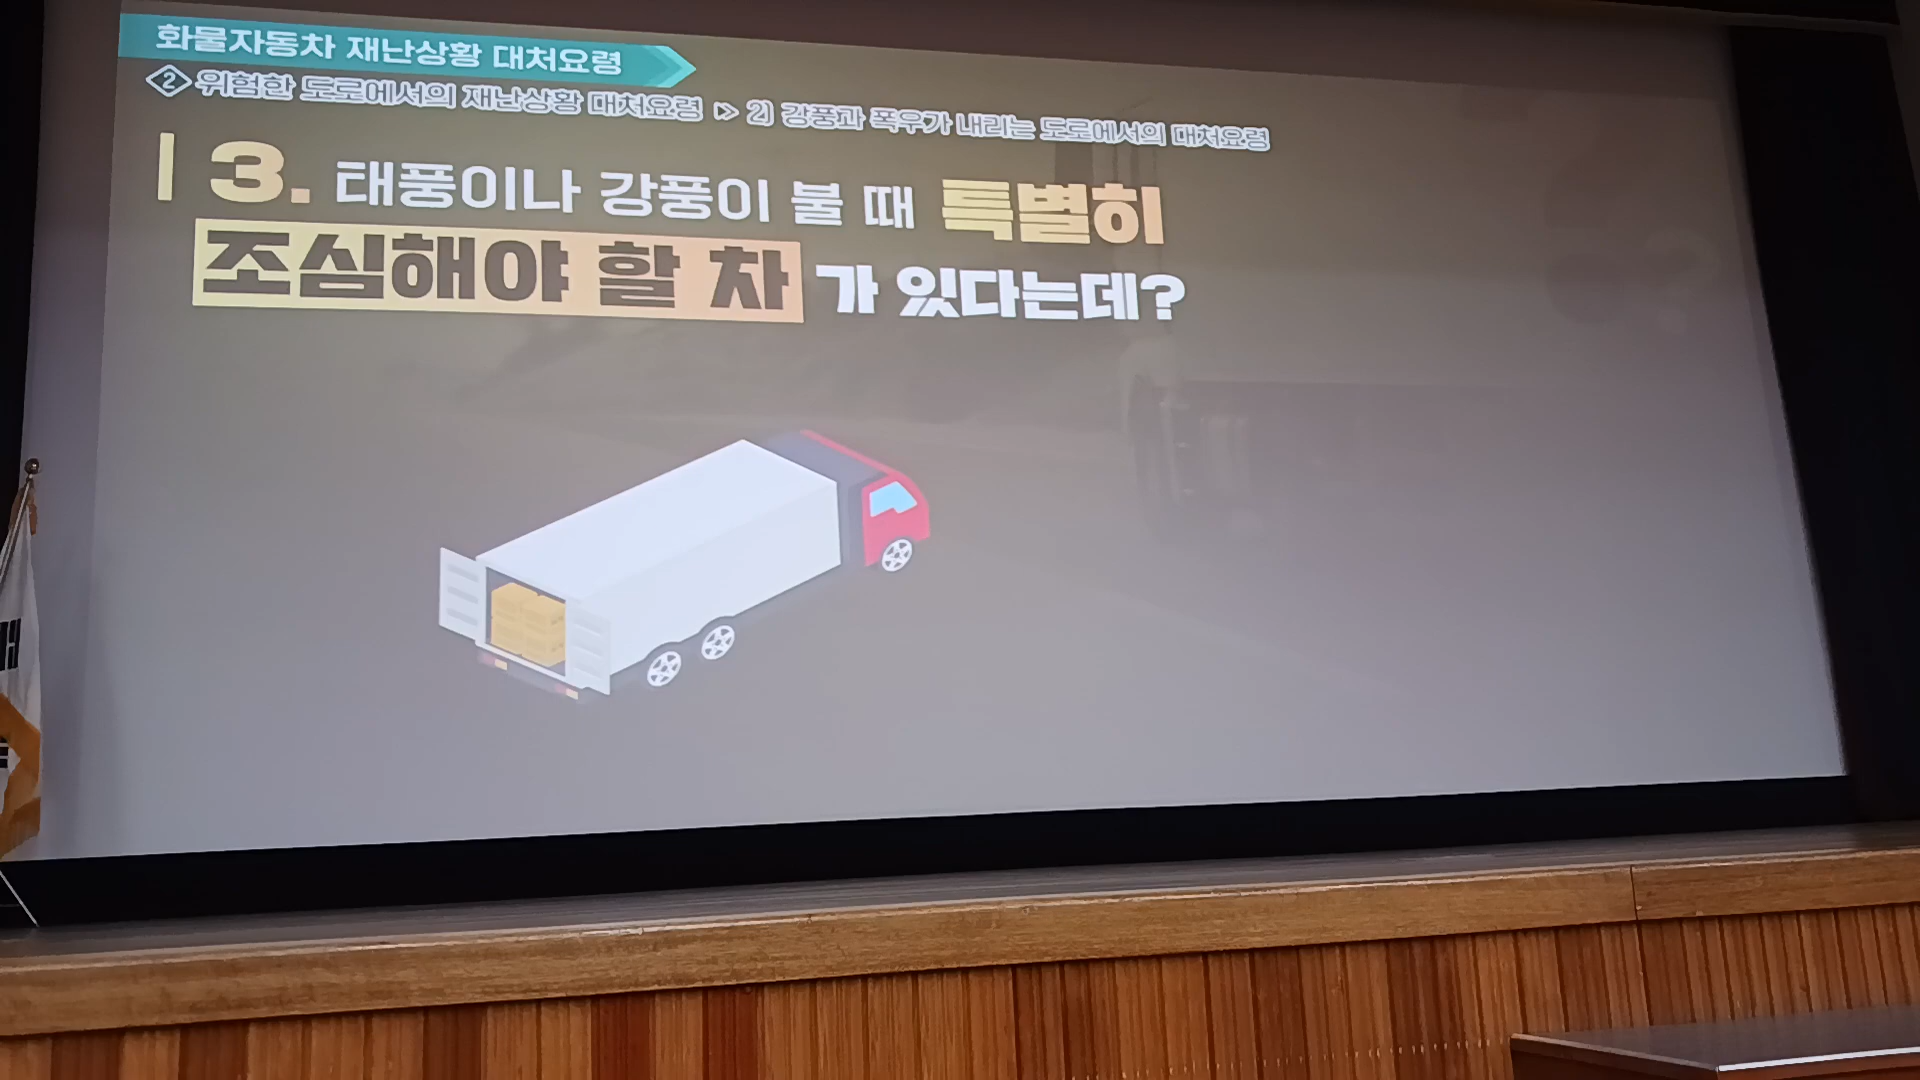 화물자동차 재난상황 대처요령
② 위험한 도로에서의 재난상황 대처요령 ▷ 2) 강풍과 폭우가 내리는 도로에서의 대처요령
3. 태풍이나 강풍이 불 때 특별히
조심해야 할 차가 있다는데?